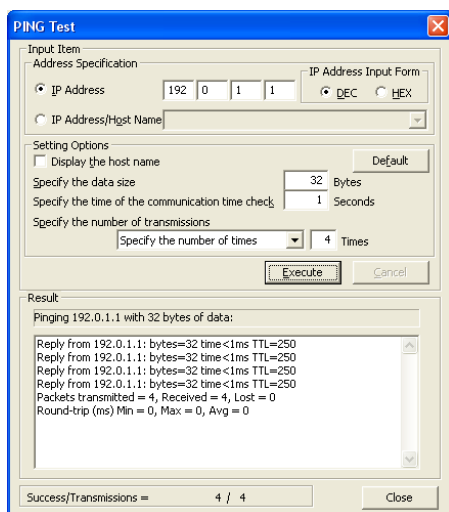 PING Test
Input Item
Address Specification
IP Address 192 0 1 1
IP Address Input Form
DEC HEX
IP Address/Host Name
Setting Options
Display the host name
Default
Specify the data size 32 Bytes
Specify the time of the communication time check 1 Seconds
Specify the number of transmissions
Specify the number of times 4 Times
Execute Cancel
Result
Pinging 192.0.1.1 with 32 bytes of data:
Reply from 192.0.1.1: bytes=32 time<1ms TTL=250
Reply from 192.0.1.1: bytes=32 time<1ms TTL=250
Reply from 192.0.1.1: bytes=32 time<1ms TTL=250
Reply from 192.0.1.1: bytes=32 time<1ms TTL=250
Packets transmitted = 4, Received = 4, Lost = 0
Round-trip (ms) Min = 0, Max = 0, Avg = 0
Success/Transmissions = 4 / 4
Close